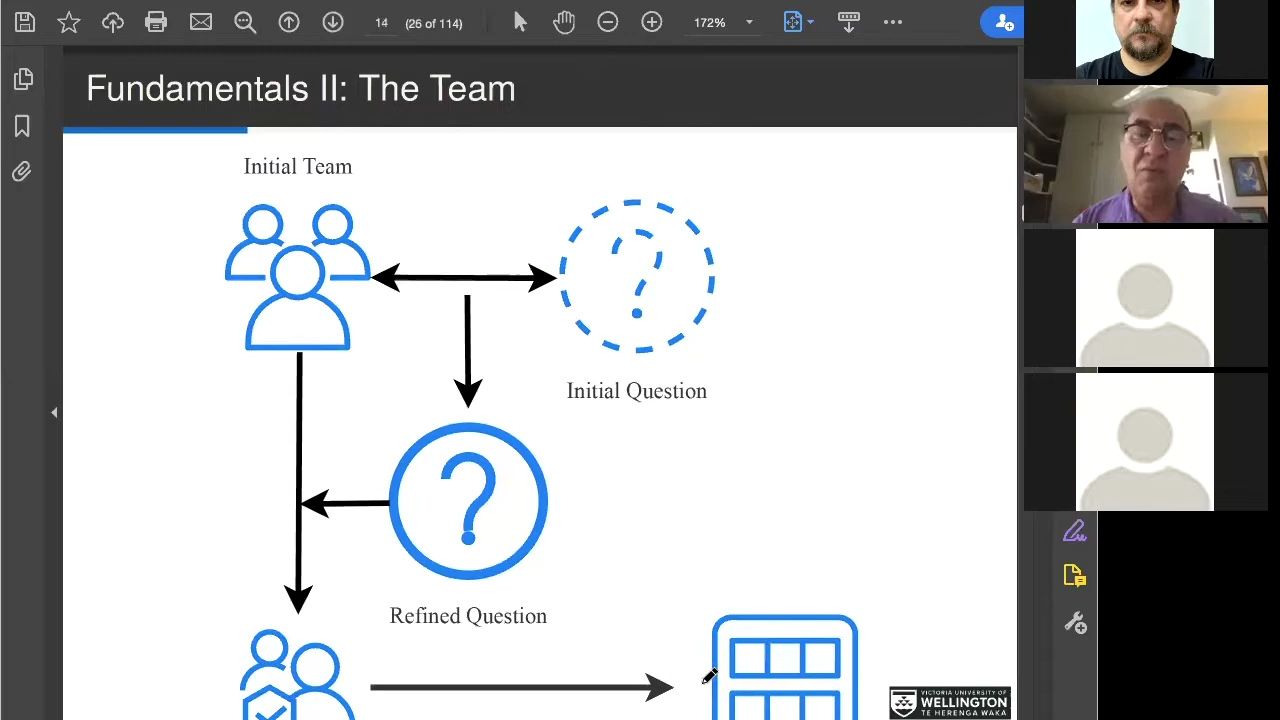 14 (26 of 114)
172%
Fundamentals II: The Team
Initial Team
Initial Question
Refined Question
VICTORIA UNIVERSITY OF
WELLINGTON
TE HERENGA WAKA